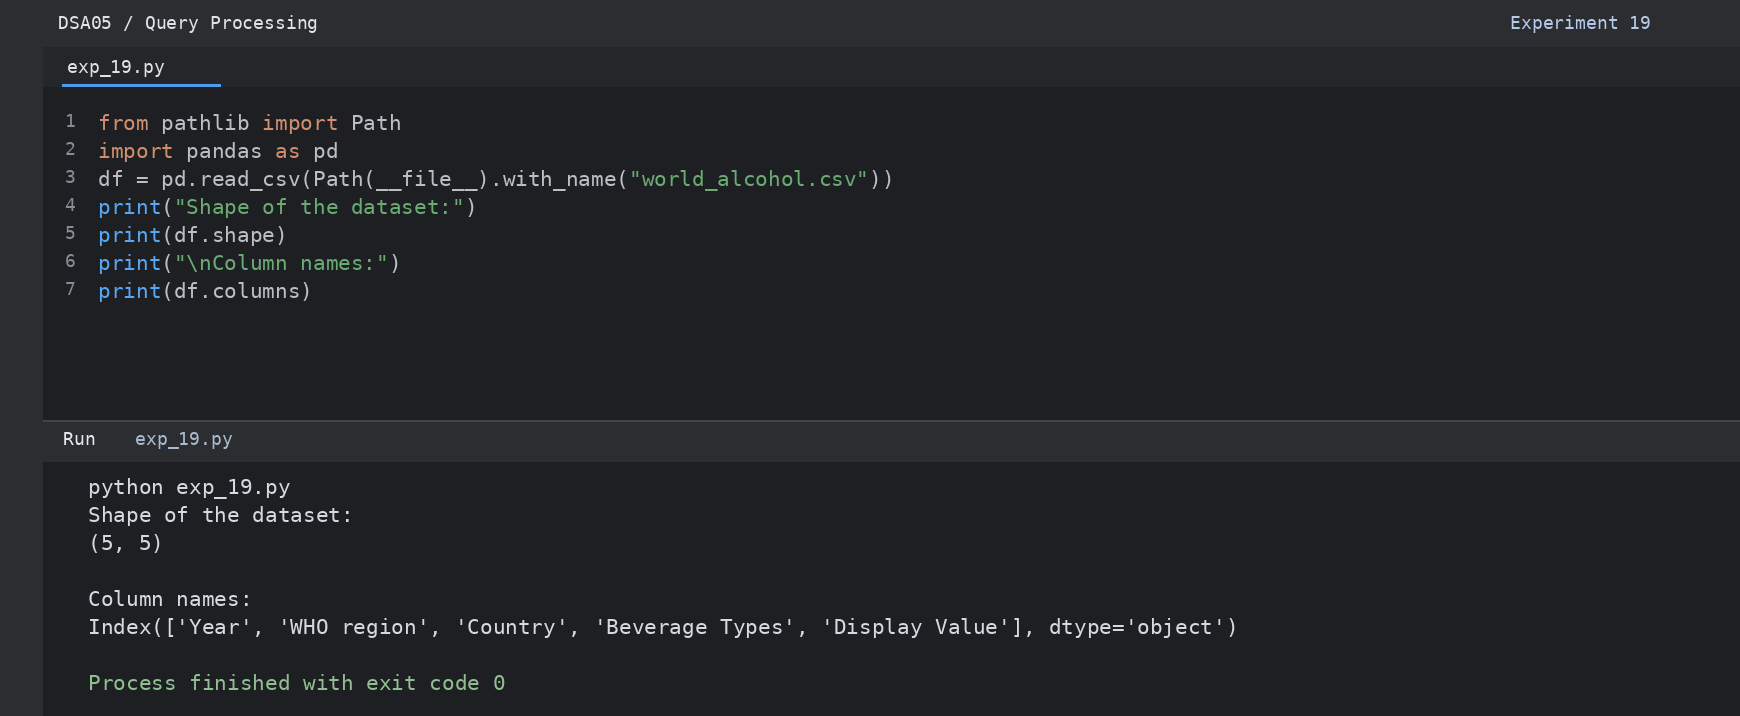 DSA05 / Query Processing
Experiment 19
exp_19.py
1 from pathlib import Path
2 import pandas as pd
3 df = pd.read_csv(Path(__file__).with_name("world_alcohol.csv"))
4 print("Shape of the dataset:")
5 print(df.shape)
6 print("\nColumn names:")
7 print(df.columns)
Run exp_19.py
python exp_19.py
Shape of the dataset:
(5, 5)
Column names:
Index(['Year', 'WHO region', 'Country', 'Beverage Types', 'Display Value'], dtype='object')
Process finished with exit code 0